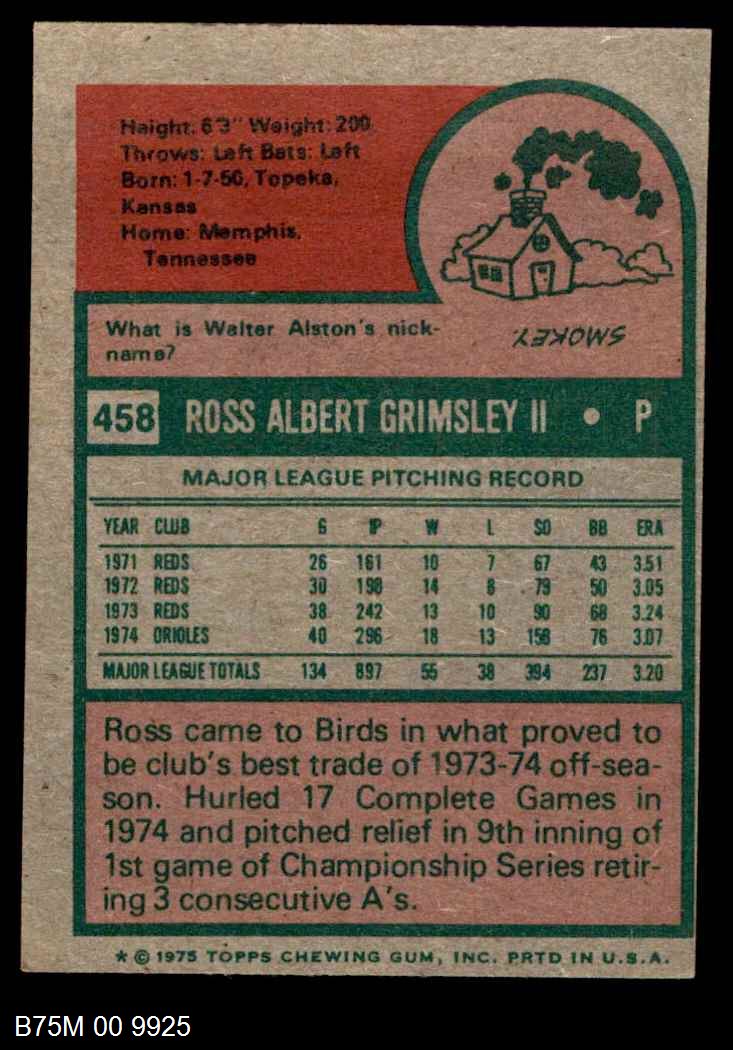 Height: 6'3" Weight: 200
Throws: Left Bats: Left
Born: 1-7-50, Topeka,
Kansas
Home: Memphis,
Tennessee
What is Walter Alston's nick-
name?
SMOKEY.
458 ROSS ALBERT GRIMSLEY II • P
MAJOR LEAGUE PITCHING RECORD
YEAR CLUB G IP W L SO BB ERA
1971 REDS 26 161 10 7 67 43 3.51
1972 REDS 30 198 14 8 79 50 3.05
1973 REDS 38 242 13 10 90 68 3.24
1974 ORIOLES 40 296 18 13 158 76 3.07
MAJOR LEAGUE TOTALS 134 897 55 38 394 237 3.20
Ross came to Birds in what proved to
be club's best trade of 1973-74 off-sea-
son. Hurled 17 Complete Games in
1974 and pitched relief in 9th inning of
1st game of Championship Series retir-
ing 3 consecutive A's.
* © 1975 TOPPS CHEWING GUM, INC. PRTD IN U.S.A.
B75M 00 9925